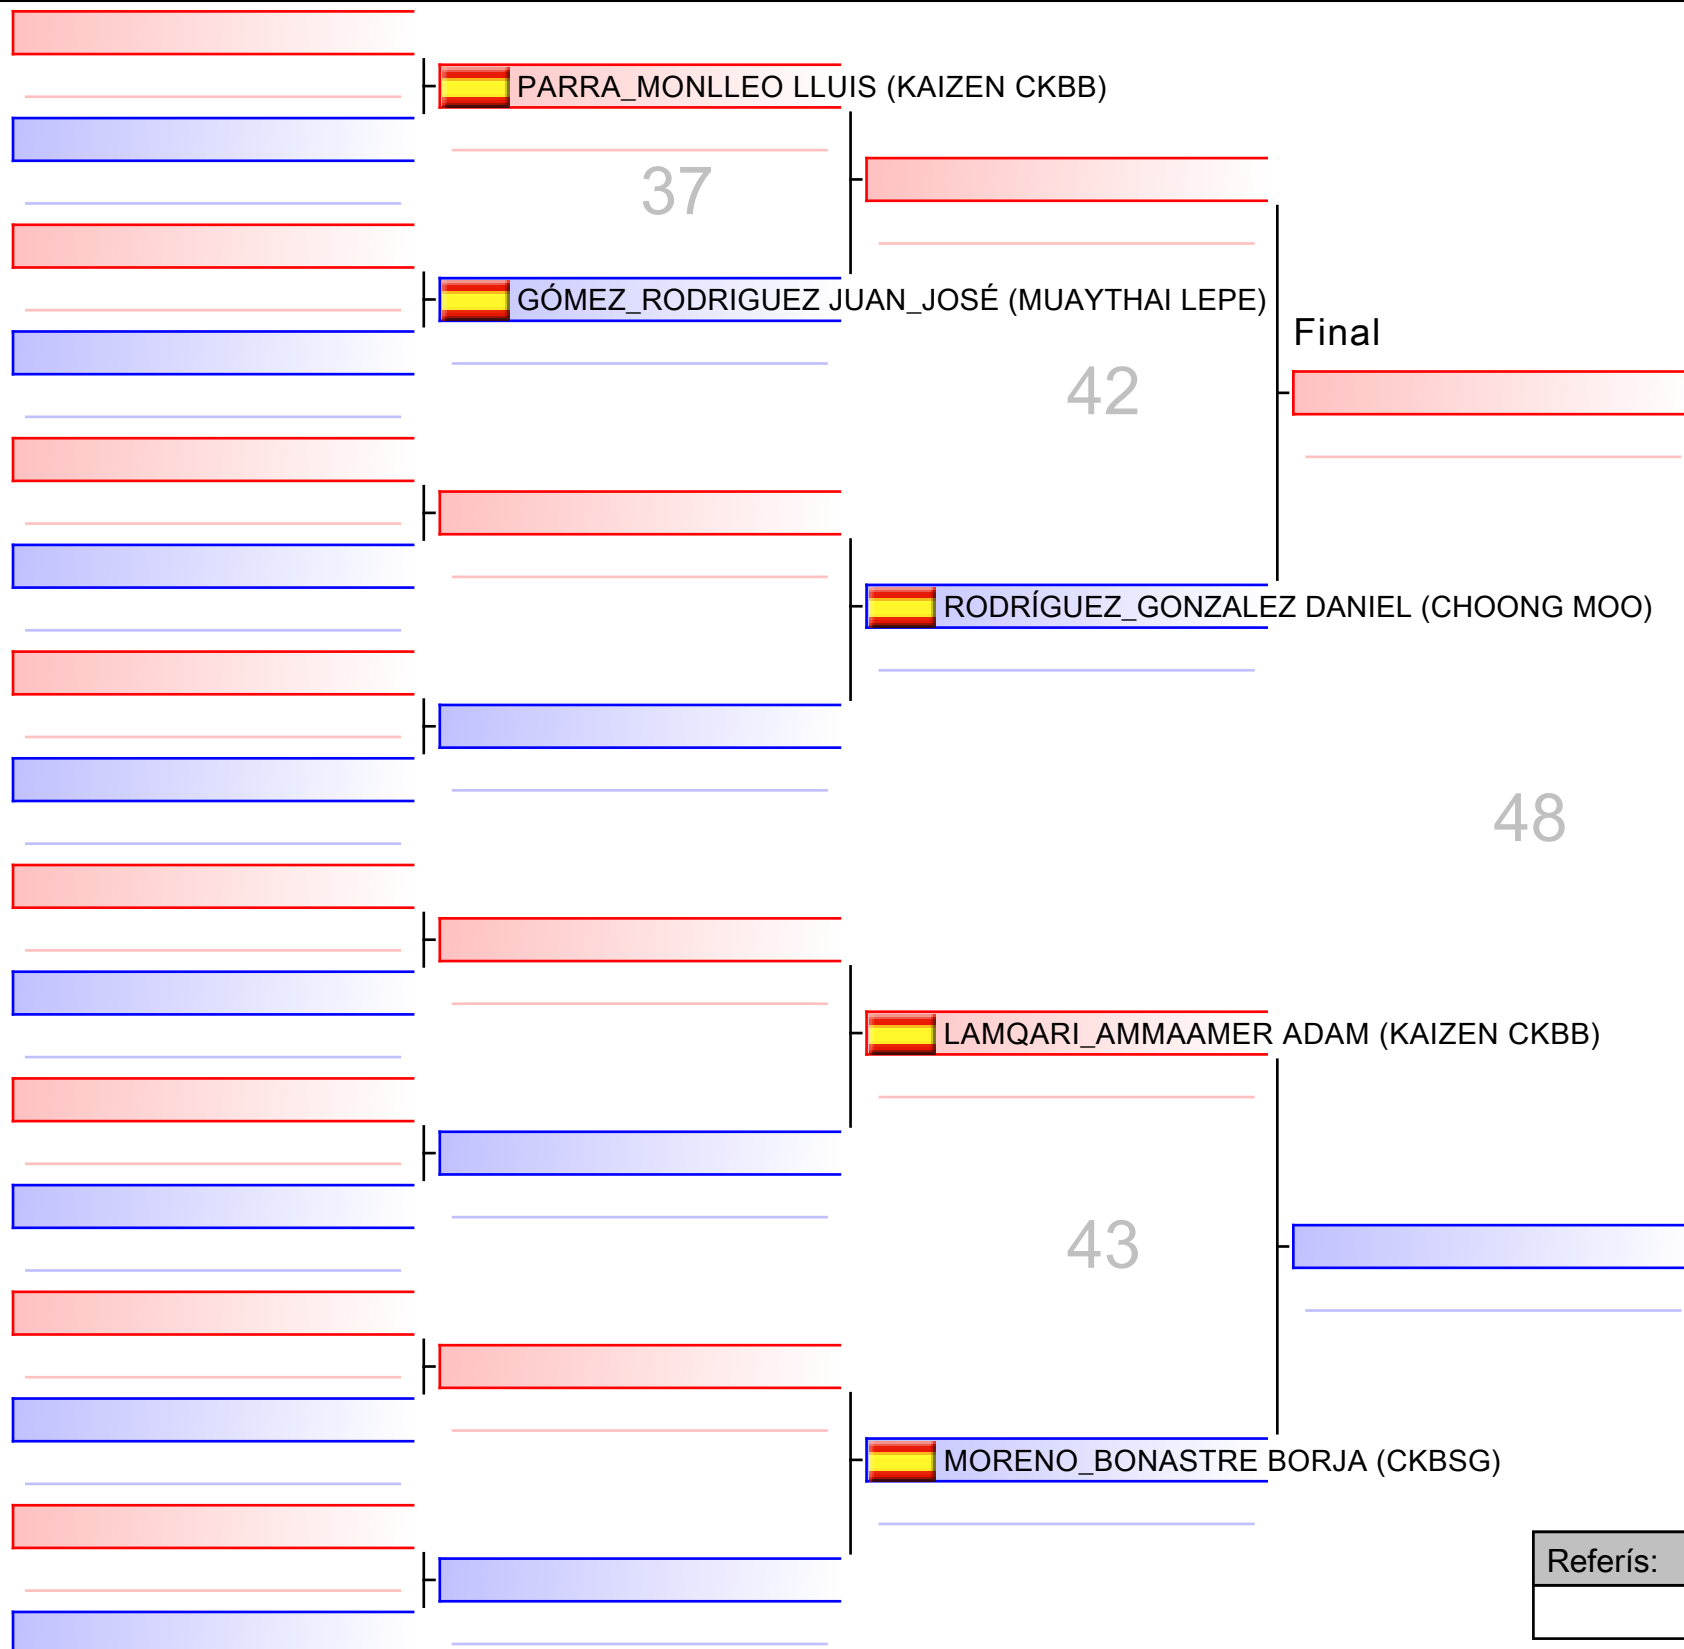 PARRA_MONLLEO LLUIS (KAIZEN CKBB)
37
GÓMEZ_RODRIGUEZ JUAN_JOSÉ (MUAYTHAI LEPE)
Final
42
RODRÍGUEZ_GONZALEZ DANIEL (CHOONG MOO)
48
LAMQARI_AMMAAMER ADAM (KAIZEN CKBB)
43
MORENO_BONASTRE BORJA (CKBSG)
Referís: